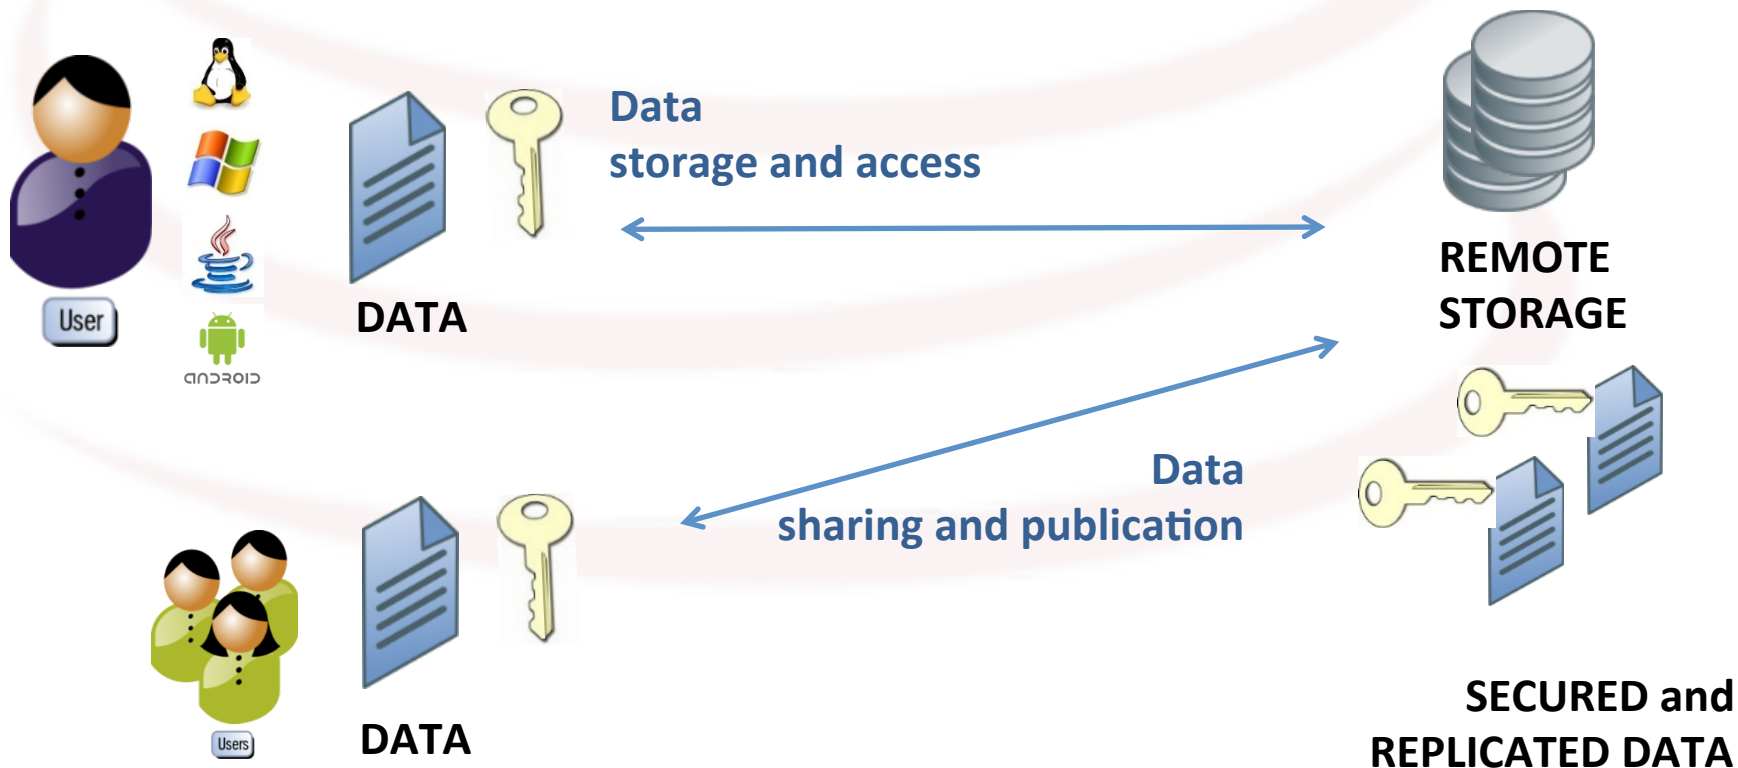 Data
storage and access
REMOTE
STORAGE
User
DATA
ANDROID
Data
sharing and publication
Users
DATA
SECURED and
REPLICATED DATA